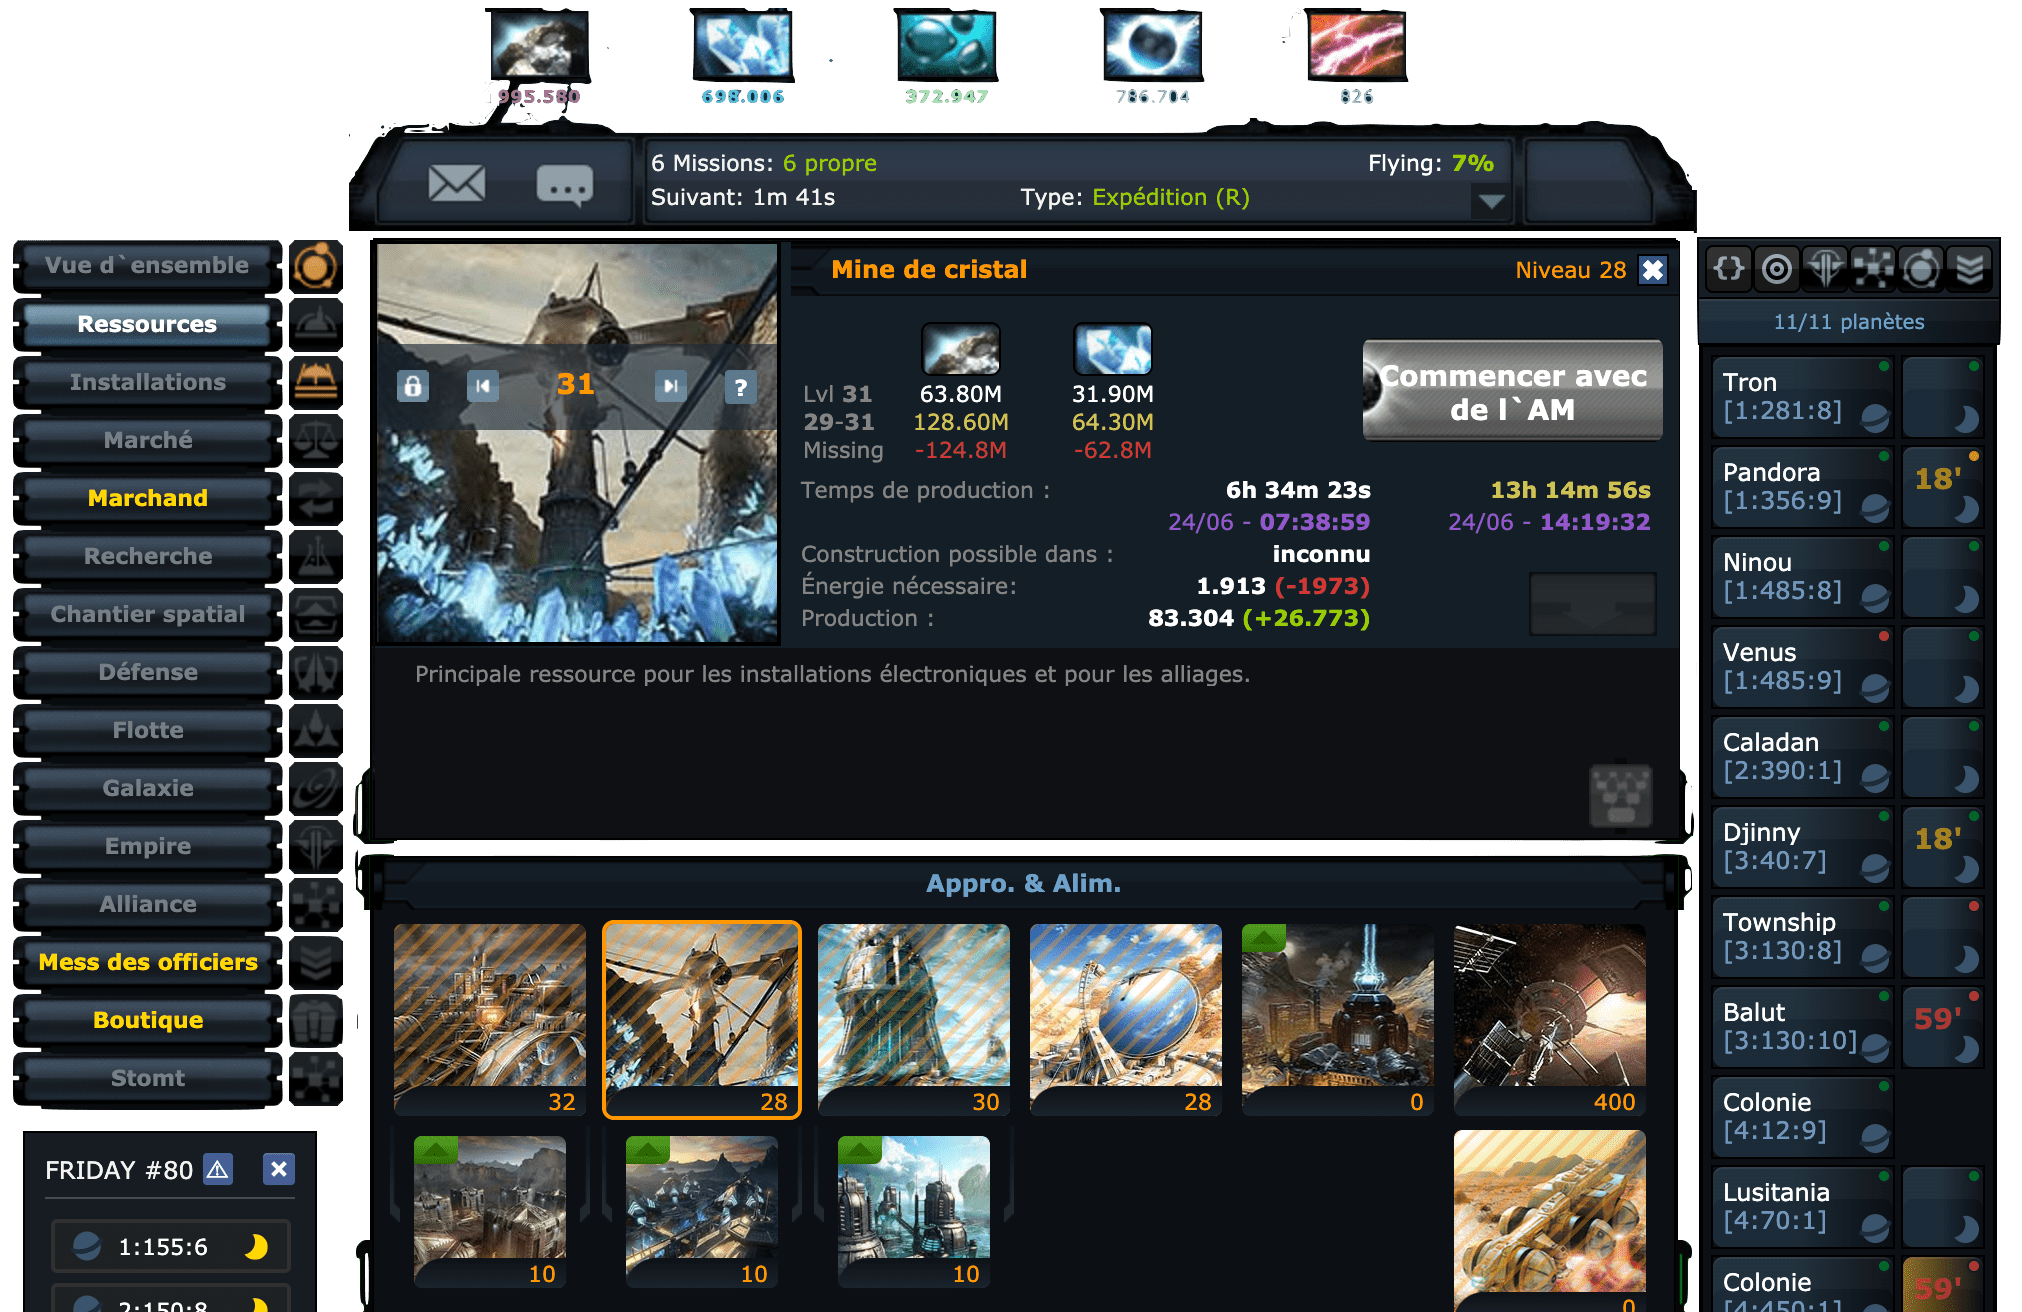 995.580
698.006
372.947
786.704
826
6 Missions: 6 propre
Flying: 7%
Suivant: 1m 41s
Type: Expédition (R)
Vue d`ensemble
Ressources
Installations
Marché
Marchand
Recherche
Chantier spatial
Défense
Flotte
Galaxie
Empire
Alliance
Mess des officiers
Boutique
Stomt
FRIDAY #80
1:155:6
2:150:8
31
?
Mine de cristal
Niveau 28
Lvl 31 63.80M 31.90M
29-31 128.60M 64.30M
Missing -124.8M -62.8M
Commencer avec
de l`AM
Temps de production : 6h 34m 23s 13h 14m 56s
24/06 - 07:38:59 24/06 - 14:19:32
Construction possible dans : inconnu
Énergie nécessaire: 1.913 (-1973)
Production : 83.304 (+26.773)
Principale ressource pour les installations électroniques et pour les alliages.
Appro. & Alim.
32
28
30
28
0
400
10
10
10
0
11/11 planètes
Tron
[1:281:8]
Pandora
[1:356:9]
18'
Ninou
[1:485:8]
Venus
[1:485:9]
Caladan
[2:390:1]
Djinny
[3:40:7]
18'
Township
[3:130:8]
Balut
[3:130:10]
59'
Colonie
[4:12:9]
Lusitania
[4:70:1]
Colonie
[4:450:1]
59'